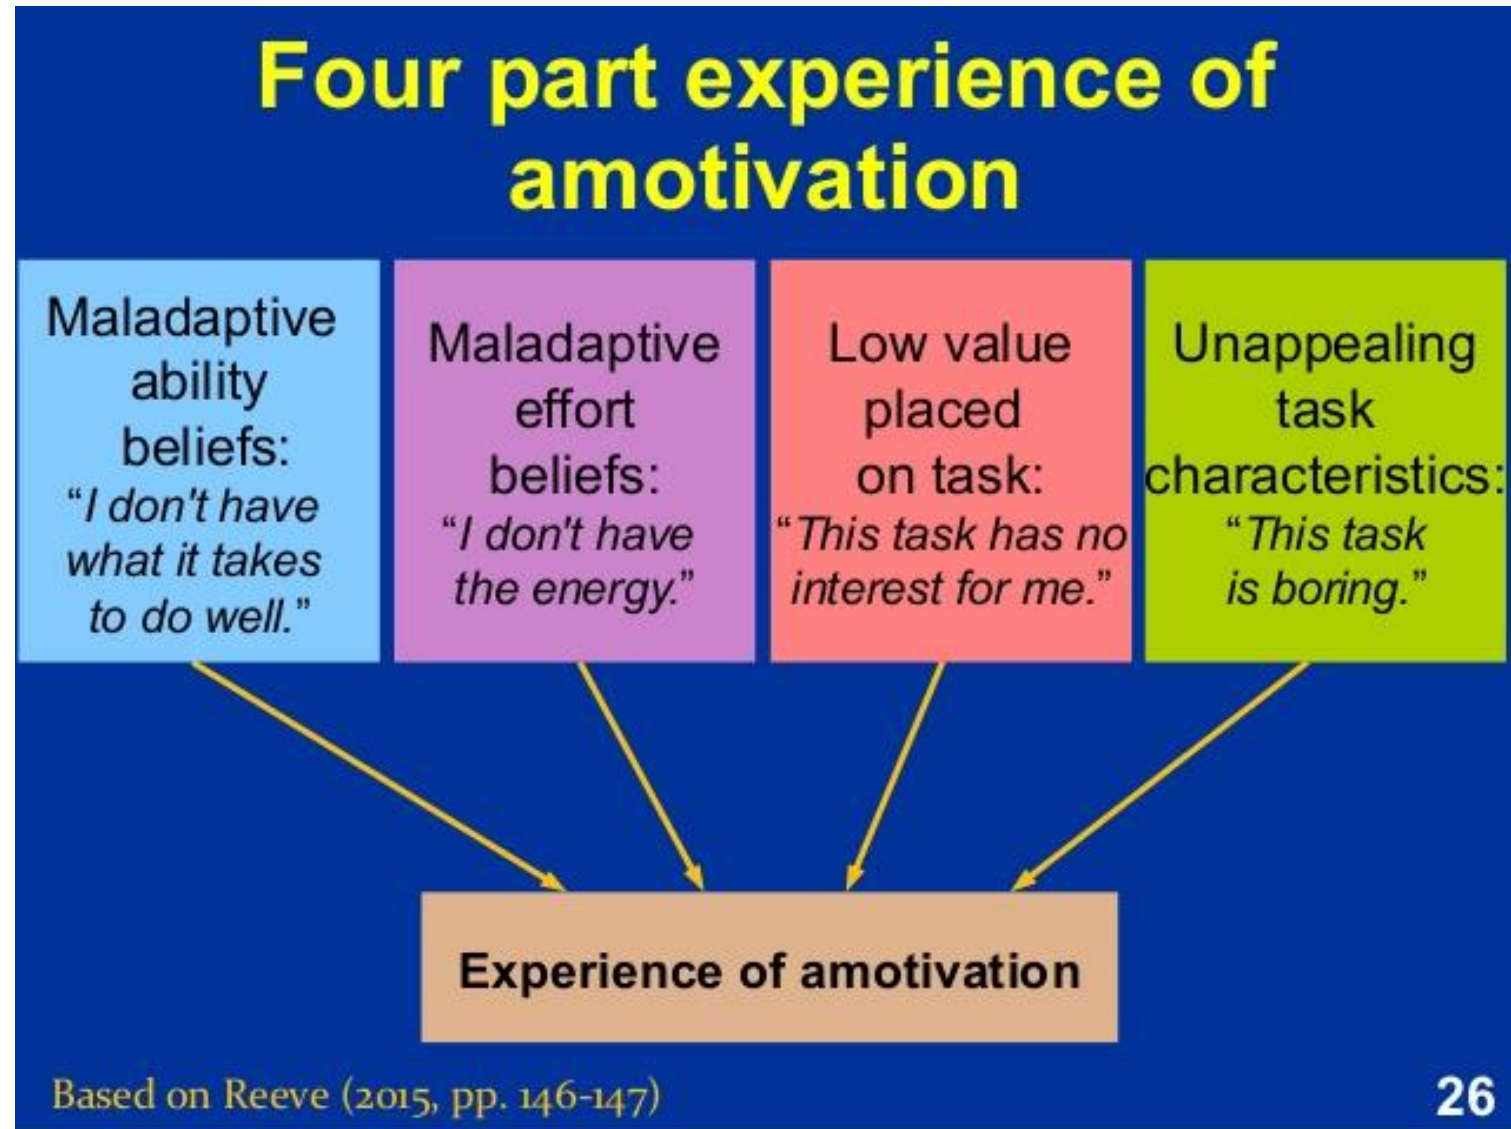 Four part experience of
amotivation
Maladaptive
ability
beliefs:
“I don't have
what it takes
to do well.”
Maladaptive
effort
beliefs:
“I don't have
the energy.”
Low value
placed
on task:
“This task has no
interest for me.”
Unappealing
task
characteristics:
“This task
is boring.”
Experience of amotivation
Based on Reeve (2015, pp. 146-147)
26